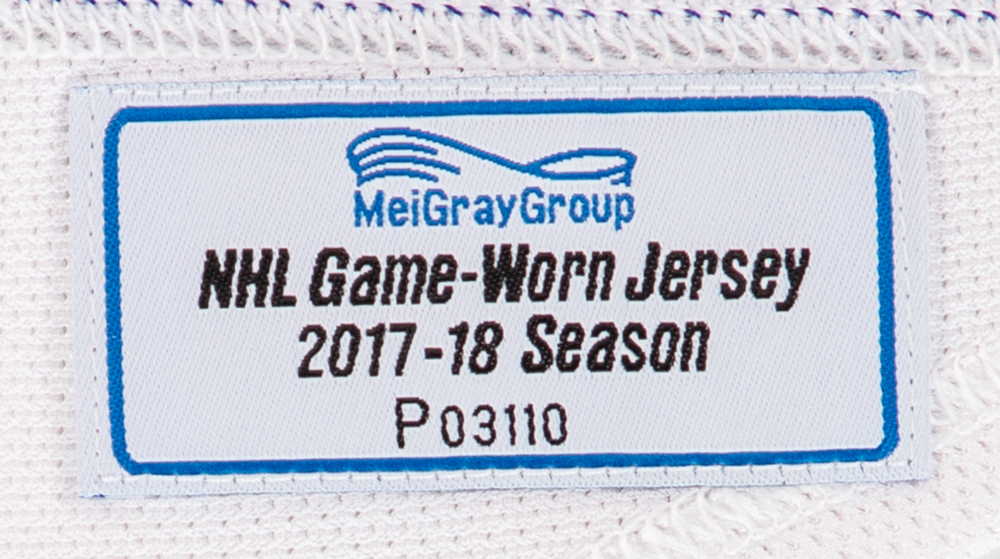 MeiGrayGroup
NHL Game-Worn Jersey
2017-18 Season
P03110